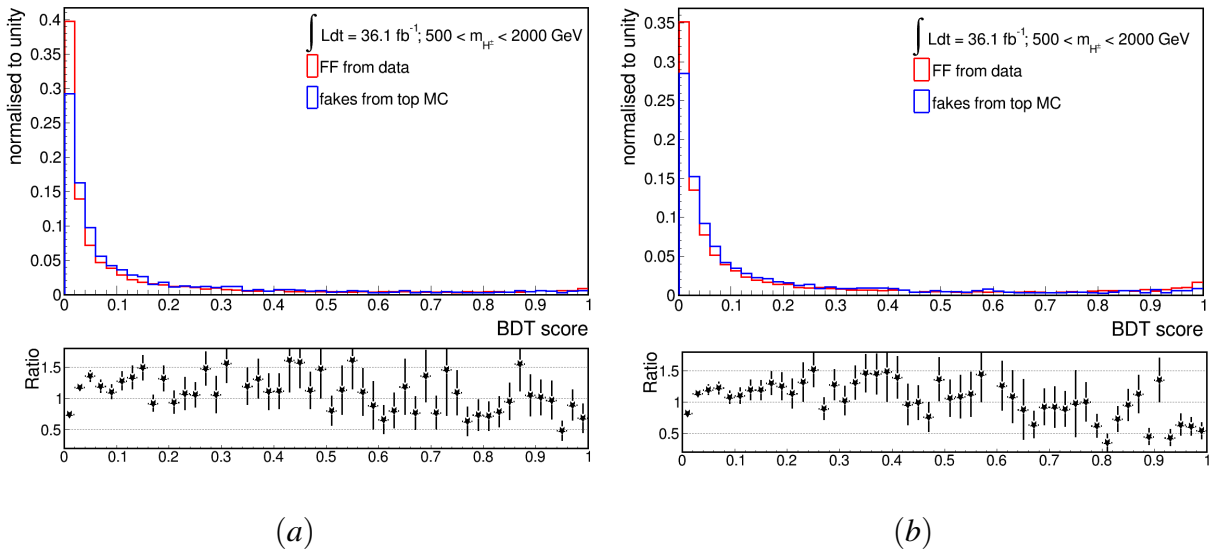 normalised to unity
0.4
0.35
0.3
0.25
0.2
0.15
0.1
0.05
0
∫ Ldt = 36.1 fb⁻¹; 500 < m_H± < 2000 GeV
FF from data
fakes from top MC
0 0.1 0.2 0.3 0.4 0.5 0.6 0.7 0.8 0.9 1
BDT score
Ratio
1.5
1
0.5
0 0.1 0.2 0.3 0.4 0.5 0.6 0.7 0.8 0.9 1
(a)
normalised to unity
0.35
0.3
0.25
0.2
0.15
0.1
0.05
0
∫ Ldt = 36.1 fb⁻¹; 500 < m_H± < 2000 GeV
FF from data
fakes from top MC
0 0.1 0.2 0.3 0.4 0.5 0.6 0.7 0.8 0.9 1
BDT score
Ratio
1.5
1
0.5
0 0.1 0.2 0.3 0.4 0.5 0.6 0.7 0.8 0.9 1
(b)